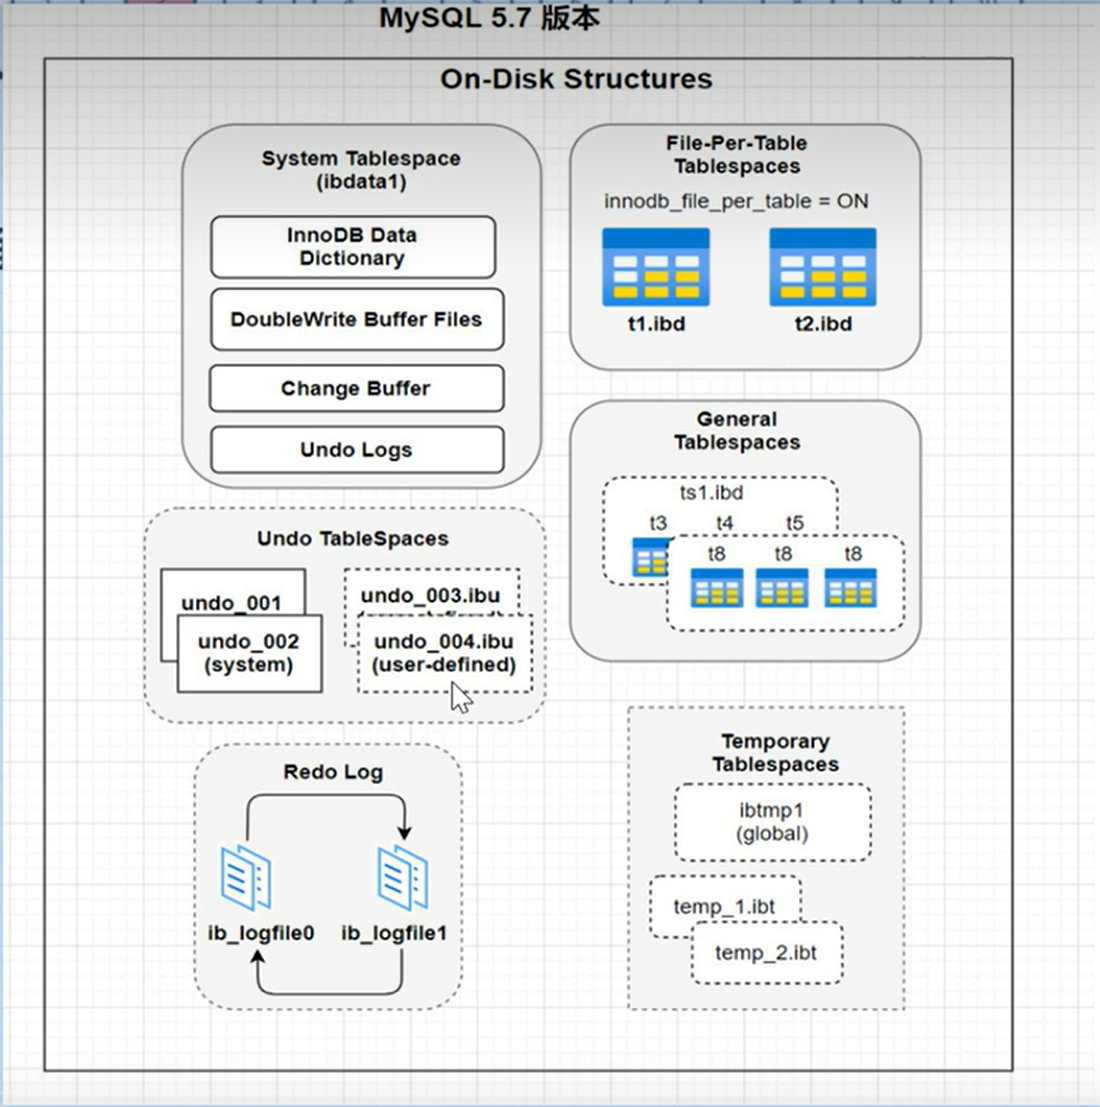 MySQL 5.7 版本
On-Disk Structures
System Tablespace
(ibdata1)
InnoDB Data
Dictionary
DoubleWrite Buffer Files
Change Buffer
Undo Logs
File-Per-Table
Tablespaces
innodb_file_per_table = ON
t1.ibd
t2.ibd
General
Tablespaces
ts1.ibd
t3 t4 t5
t8 t8 t8
Undo TableSpaces
undo_001
undo_002
(system)
undo_003.ibu
undo_004.ibu
(user-defined)
Redo Log
ib_logfile0
ib_logfile1
Temporary
Tablespaces
ibtmp1
(global)
temp_1.ibt
temp_2.ibt